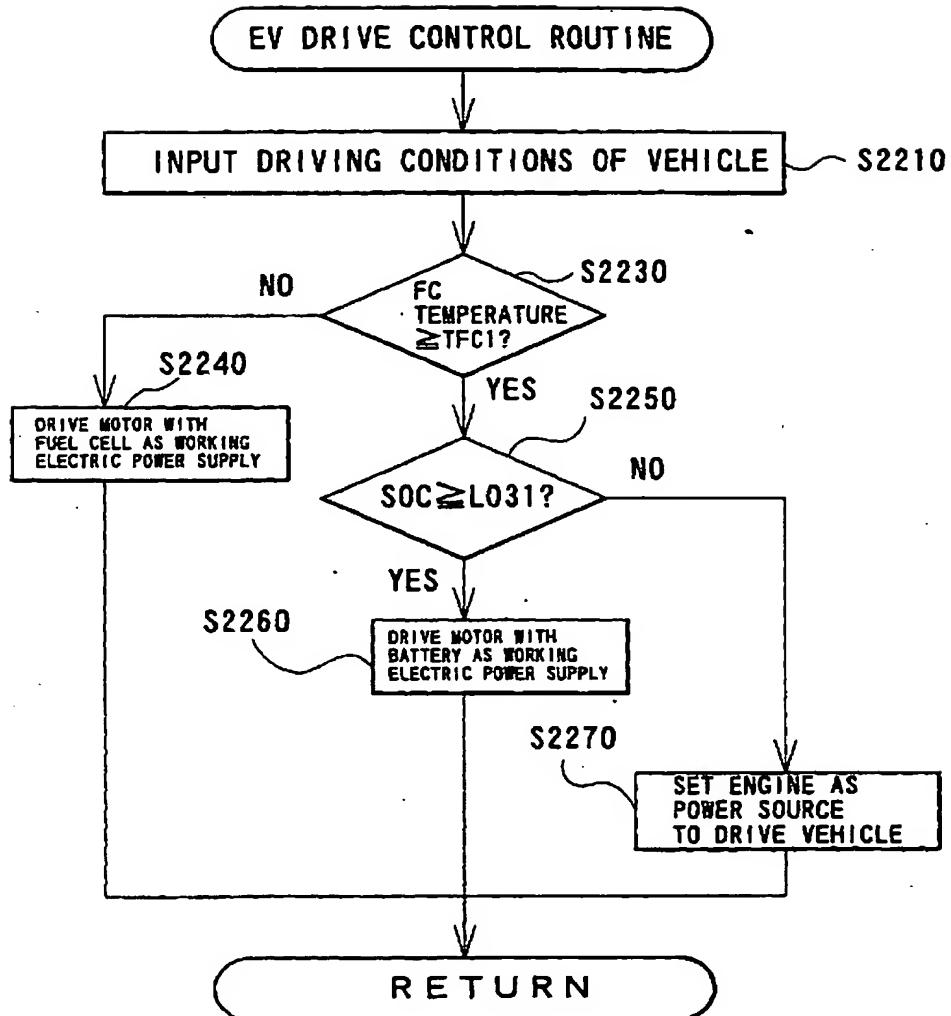 EV DRIVE CONTROL ROUTINE
INPUT DRIVING CONDITIONS OF VEHICLE
S2210
S2230
NO
FC
TEMPERATURE
≧TFC1?
S2240
YES
DRIVE MOTOR WITH
FUEL CELL AS WORKING
ELECTRIC POWER SUPPLY
S2250
NO
SOC≧LO31?
YES
S2260
DRIVE MOTOR WITH
BATTERY AS WORKING
ELECTRIC POWER SUPPLY
S2270
SET ENGINE AS
POWER SOURCE
TO DRIVE VEHICLE
RETURN